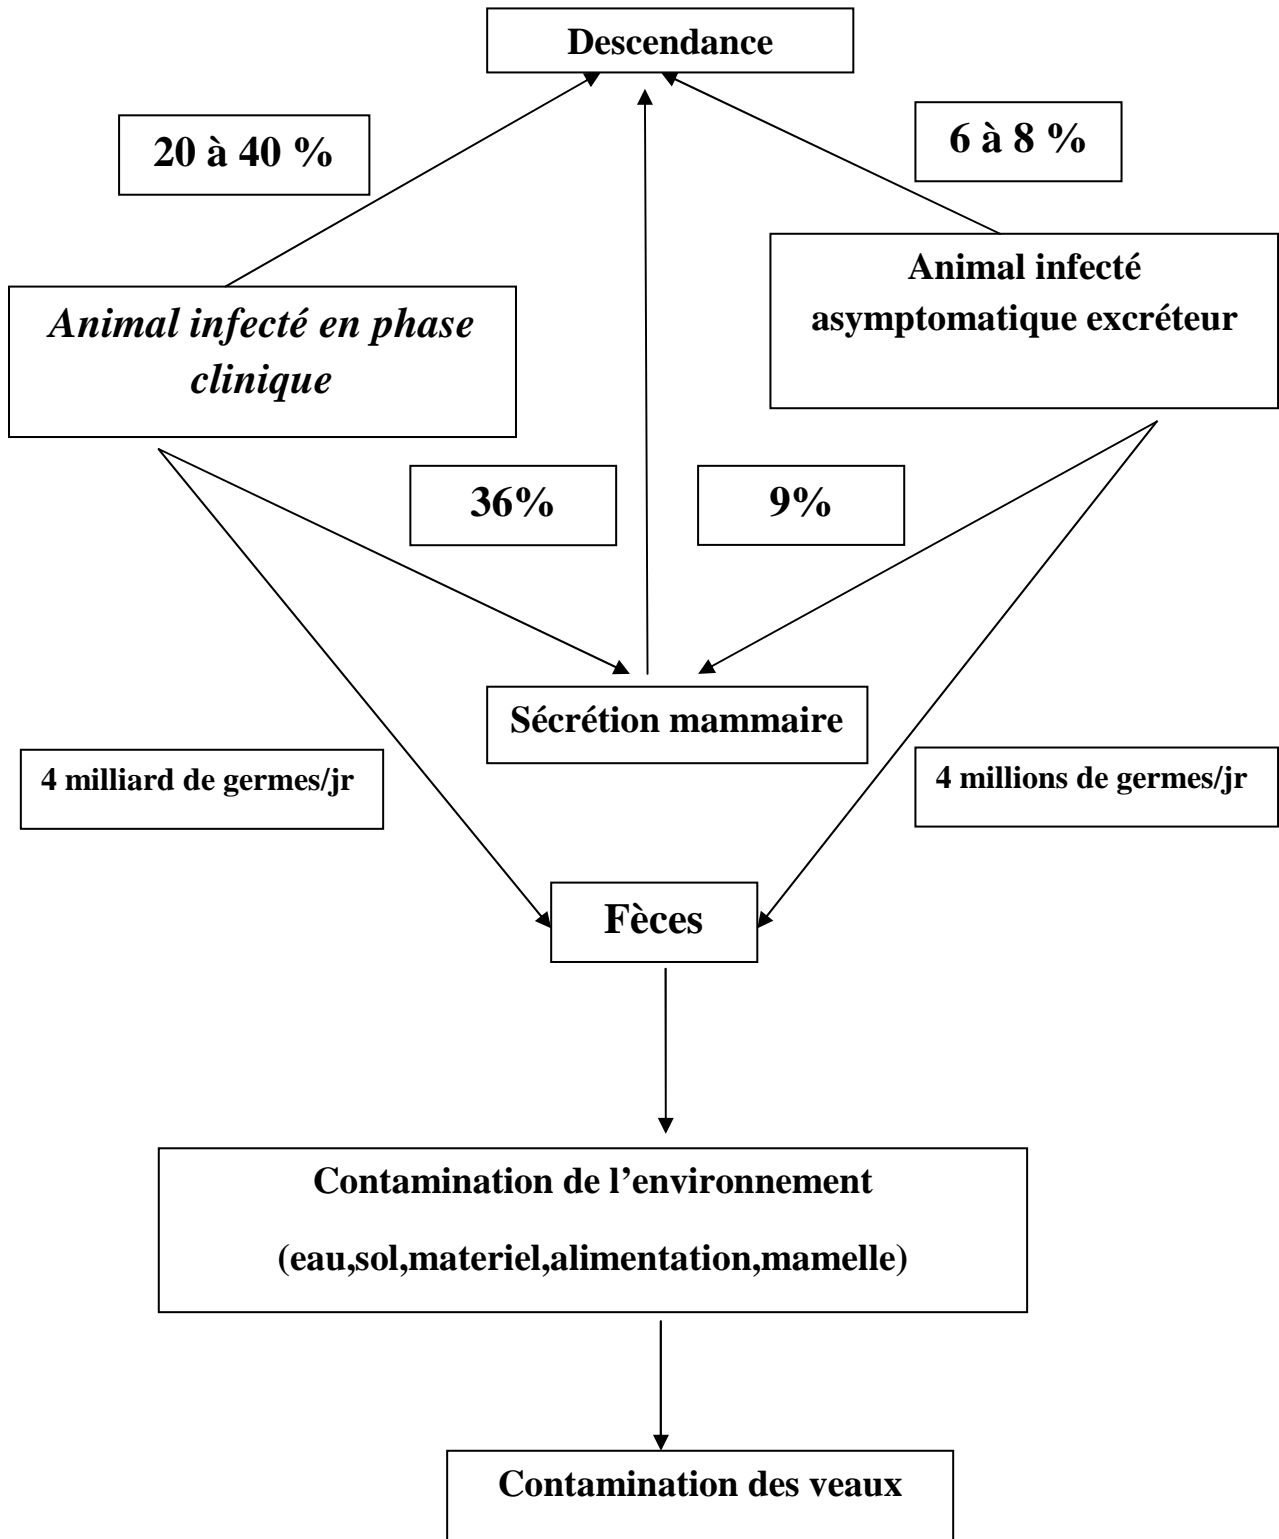 Descendance
20 à 40 %
6 à 8 %
Animal infecté
asymptomatique excréteur
Animal infecté en phase
clinique
36%
9%
Sécrétion mammaire
4 milliard de germes/jr
4 millions de germes/jr
Fèces
Contamination de l’environnement
(eau,sol,materiel,alimentation,mamelle)
Contamination des veaux